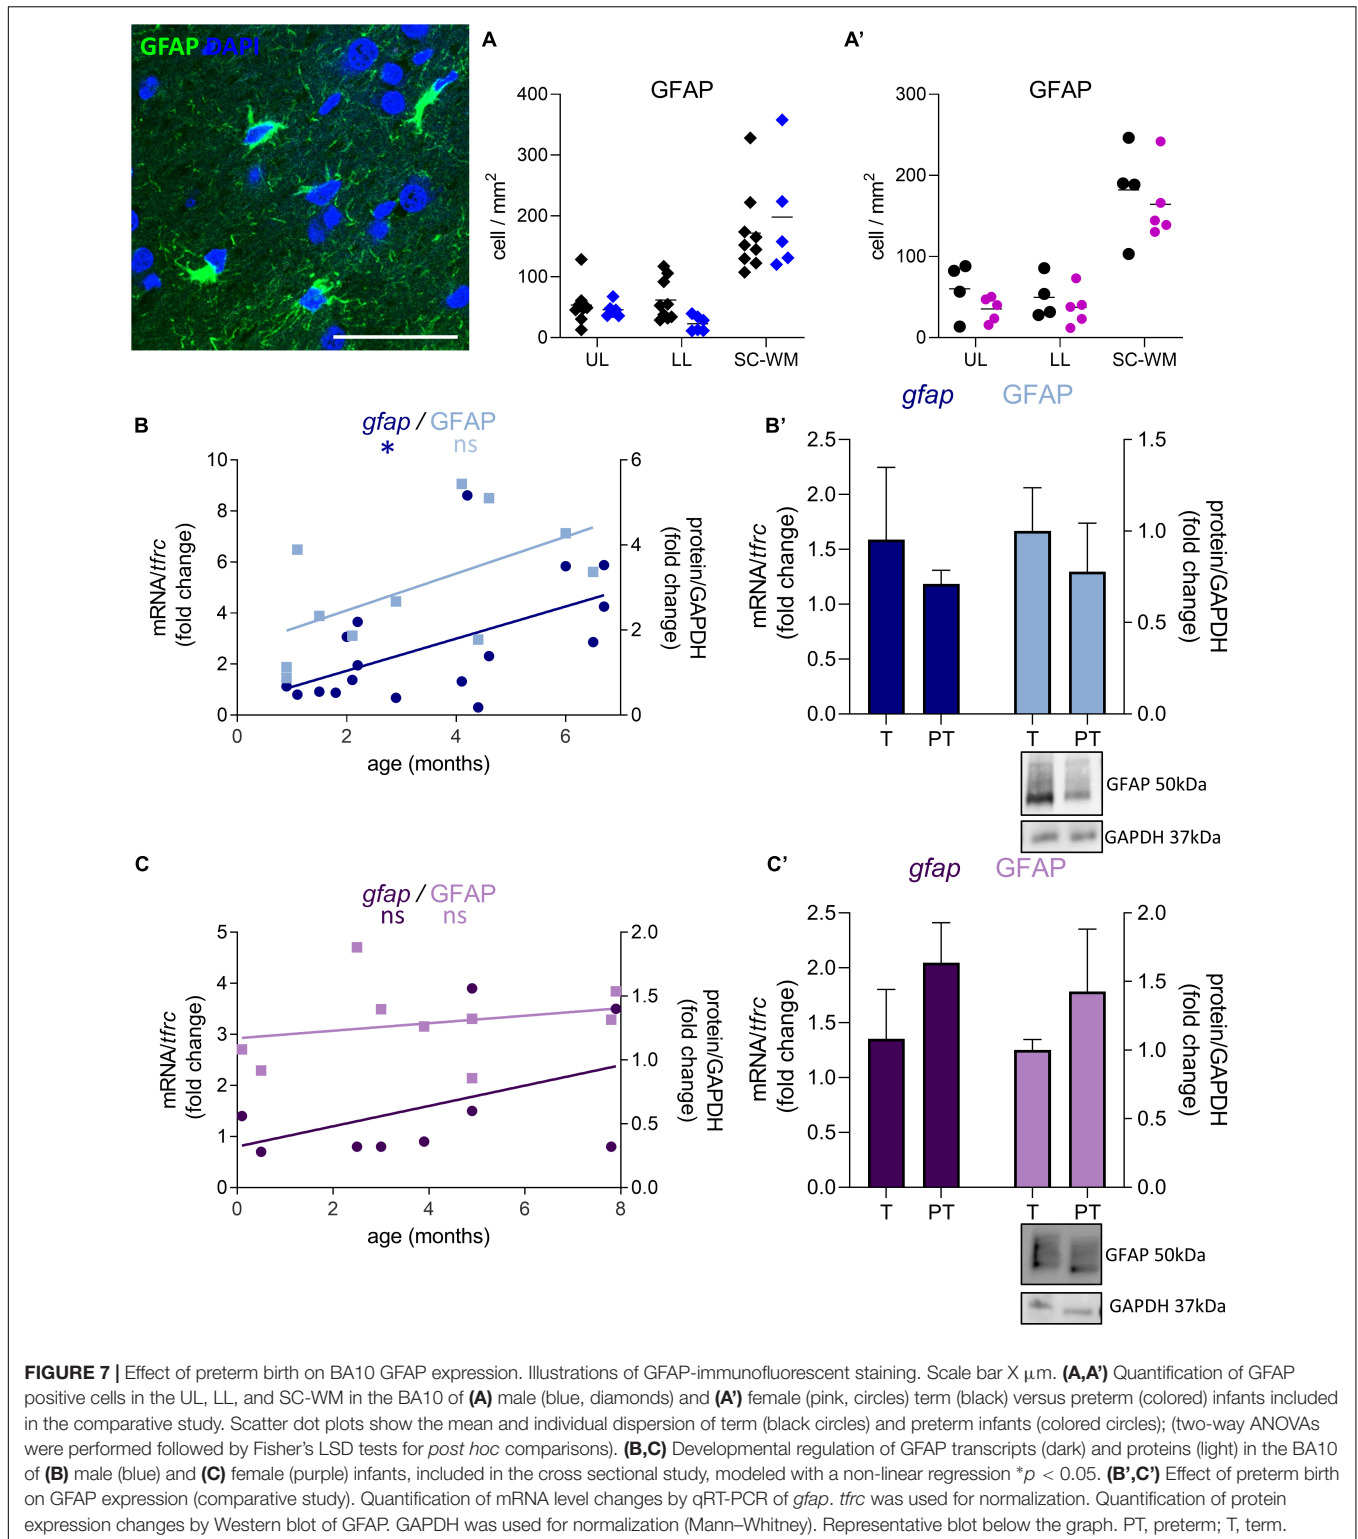 GFAP DAPI
A
GFAP
400
300
200
100
0
cell / mm²
UL
LL
SC-WM
A’
GFAP
300
200
100
0
cell / mm²
UL
LL
SC-WM
B
gfap / GFAP
* ns
10
8
6
4
2
0
mRNA/tfrc
(fold change)
6
4
2
0
protein/GAPDH
(fold change)
0
2
4
6
age (months)
B’
gfap GFAP
2.5
2.0
1.5
1.0
0.5
0.0
mRNA/tfrc
(fold change)
1.5
1.0
0.5
0.0
protein/GAPDH
(fold change)
T
PT
T
PT
GFAP 50kDa
GAPDH 37kDa
C
gfap / GFAP
ns ns
5
4
3
2
1
0
mRNA/tfrc
(fold change)
2.0
1.5
1.0
0.5
0.0
protein/GAPDH
(fold change)
0
2
4
6
8
age (months)
C’
gfap GFAP
2.5
2.0
1.5
1.0
0.5
0.0
mRNA/tfrc
(fold change)
2.0
1.5
1.0
0.5
0.0
protein/GAPDH
(fold change)
T
PT
T
PT
GFAP 50kDa
GAPDH 37kDa
FIGURE 7 | Effect of preterm birth on BA10 GFAP expression. Illustrations of GFAP-immunofluorescent staining. Scale bar X μm. (A,A’) Quantification of GFAP
positive cells in the UL, LL, and SC-WM in the BA10 of (A) male (blue, diamonds) and (A’) female (pink, circles) term (black) versus preterm (colored) infants included
in the comparative study. Scatter dot plots show the mean and individual dispersion of term (black circles) and preterm infants (colored circles); (two-way ANOVAs
were performed followed by Fisher’s LSD tests for post hoc comparisons). (B,C) Developmental regulation of GFAP transcripts (dark) and proteins (light) in the BA10
of (B) male (blue) and (C) female (purple) infants, included in the cross sectional study, modeled with a non-linear regression *p < 0.05. (B’,C’) Effect of preterm birth
on GFAP expression (comparative study). Quantification of mRNA level changes by qRT-PCR of gfap. tfrc was used for normalization. Quantification of protein
expression changes by Western blot of GFAP. GAPDH was used for normalization (Mann–Whitney). Representative blot below the graph. PT, preterm; T, term.